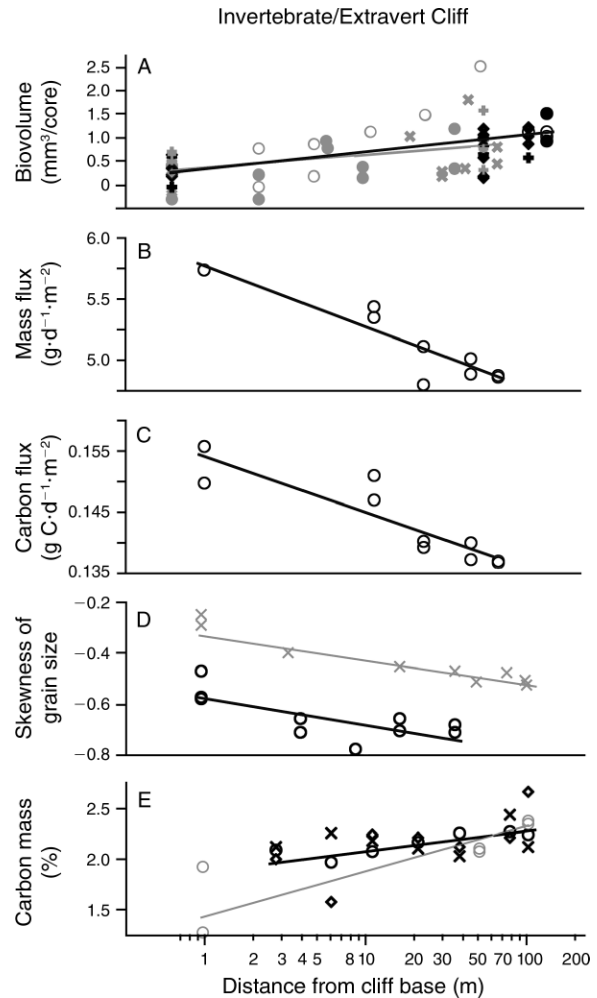 Invertebrate/Extravert Cliff
A
Biovolume
(mm³/core)
2.5
2.0
1.5
1.0
0.5
0
B
Mass flux
(g·d⁻¹·m⁻²)
6.0
5.5
5.0
C
Carbon flux
(g C·d⁻¹·m⁻²)
0.155
0.145
0.135
D
Skewness of
grain size
−0.2
−0.4
−0.6
−0.8
E
Carbon mass
(%)
2.5
2.0
1.5
1 2 3 4 5 10 20 30 50 70 100 200
Distance from cliff base (m)